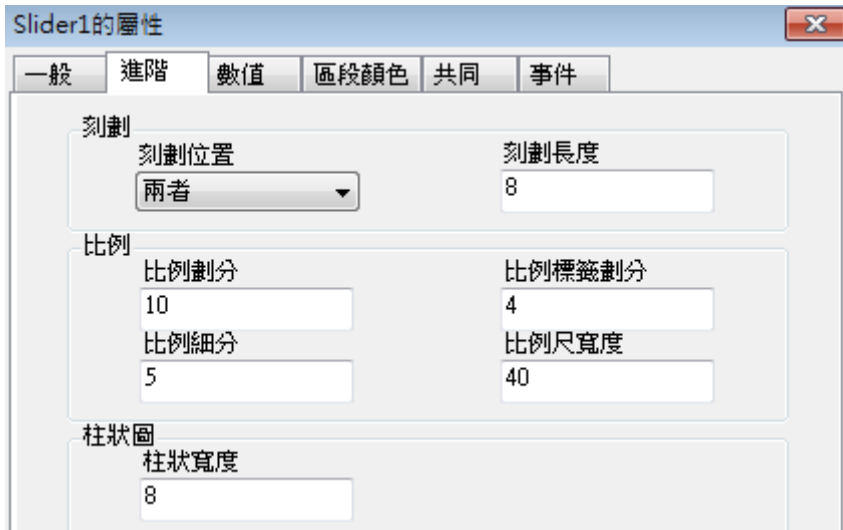 Slider1的屬性
一般 進階 數值 區段顏色 共同 事件
刻劃
刻劃位置 刻劃長度
兩者 8
比例
比例劃分 比例標籤劃分
10 4
比例細分 比例尺寬度
5 40
柱狀圖
柱狀寬度
8